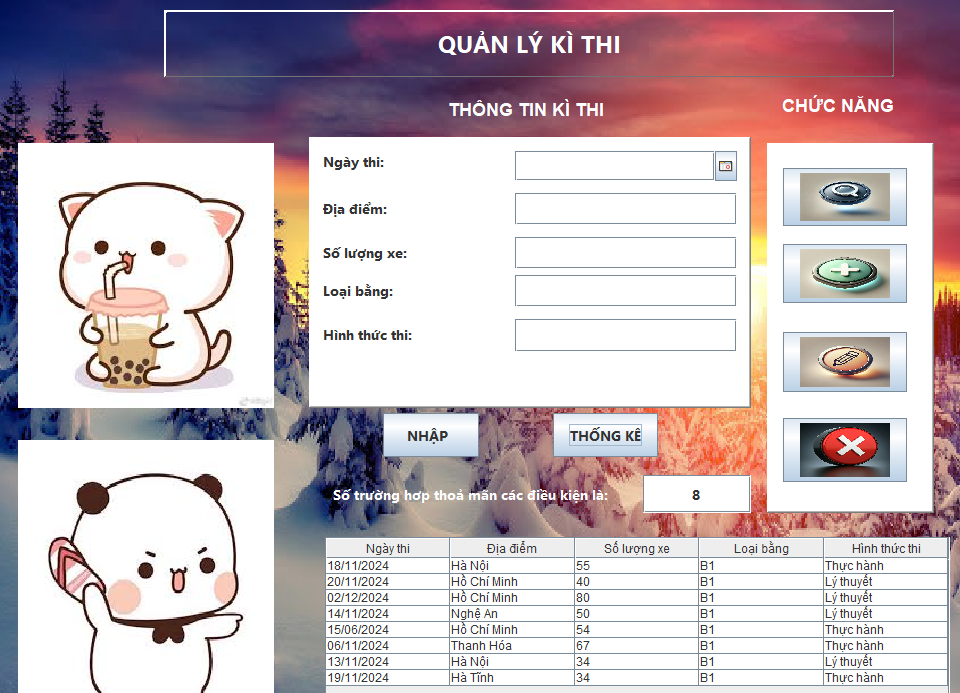 QUẢN LÝ KÌ THI
THÔNG TIN KÌ THI
CHỨC NĂNG
Ngày thi:
Địa điểm:
Số lượng xe:
Loại bằng:
Hình thức thi:
NHẬP
THỐNG KÊ
Số trường hơp thoả mãn các điều kiện là:
8
Ngày thi Địa điểm Số lượng xe Loại bằng Hình thức thi
18/11/2024 Hà Nội 55 B1 Thực hành
20/11/2024 Hồ Chí Minh 40 B1 Lý thuyết
02/12/2024 Hồ Chí Minh 80 B1 Lý thuyết
14/11/2024 Nghệ An 50 B1 Lý thuyết
15/06/2024 Hồ Chí Minh 54 B1 Thực hành
06/11/2024 Thanh Hóa 67 B1 Thực hành
13/11/2024 Hà Nội 34 B1 Lý thuyết
19/11/2024 Hà Tĩnh 34 B1 Thực hành